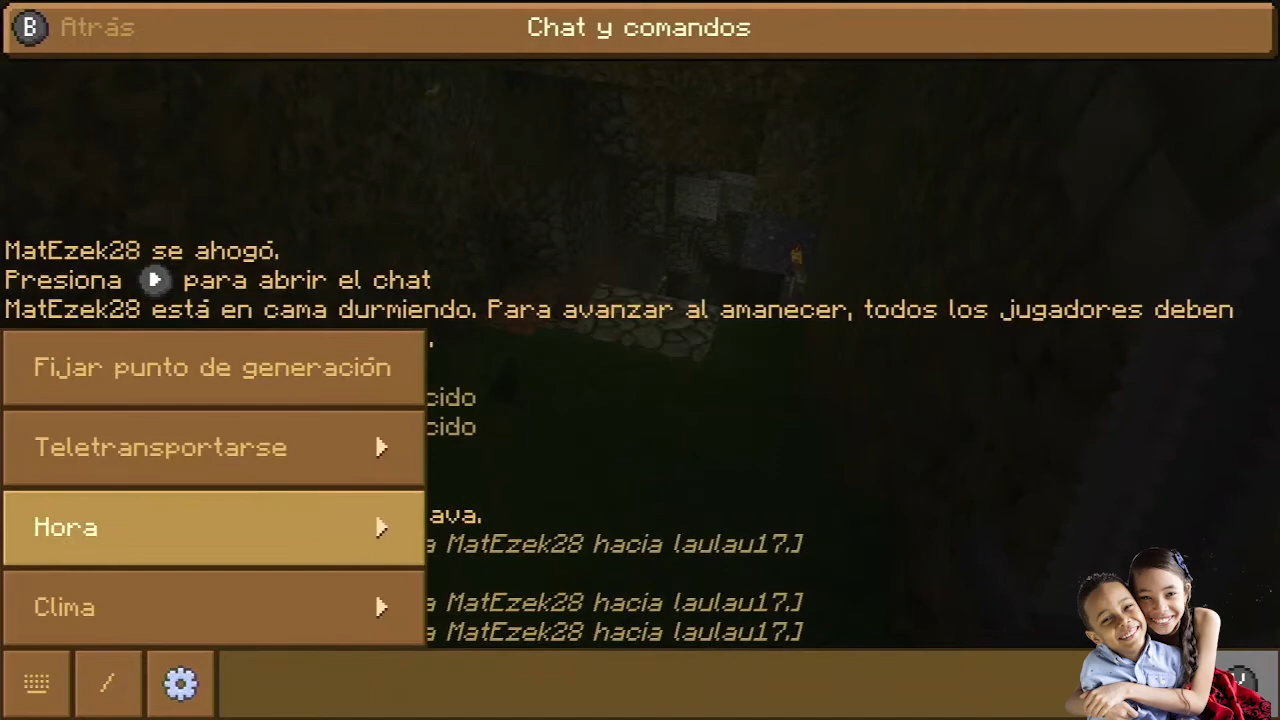 B Atrás
Chat y comandos
MatEzek28 se ahogó.
Presiona para abrir el chat
MatEzek28 está en cama durmiendo. Para avanzar al amanecer, todos los jugadores deben
Fijar punto de generación
cido
Teletransportarse
cido
Hora
ava.
a MatEzek28 hacia laulau17.]
Clima
a MatEzek28 hacia laulau17.]
a MatEzek28 hacia laulau17.]
/